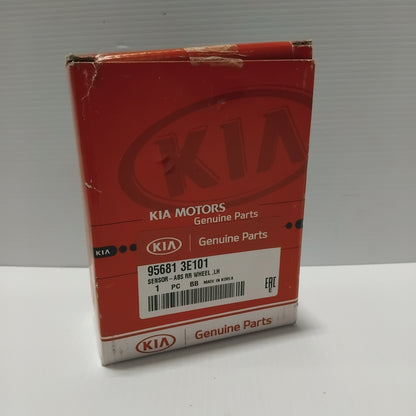 KIA
KIA MOTORS
Genuine Parts
KIA
KIA
Genuine Parts
95681 3E101
SENSOR-ABS RR WHEEL ,LH
1 PC BB MADE IN KOREA
EAC
KIA
Genuine Parts